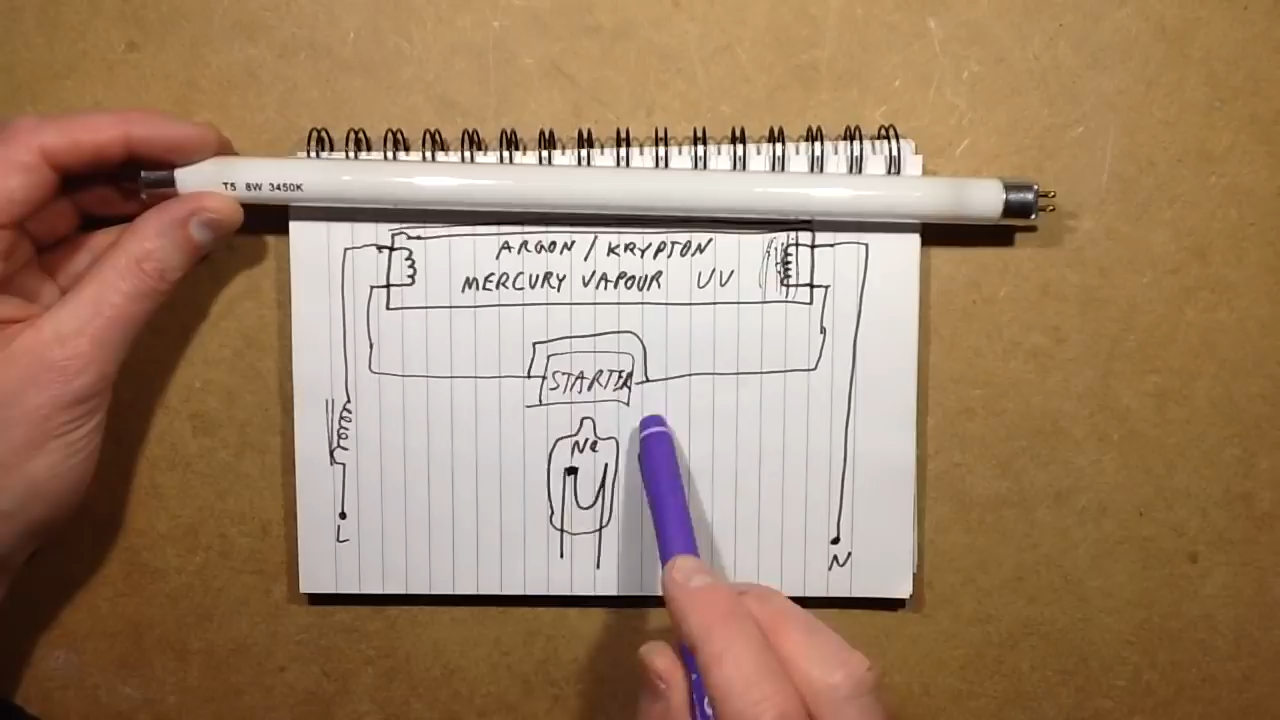 T5 8W 3450K
ARGON / KRYPTON
MERCURY VAPOUR UV
STARTER
Ne
L
N